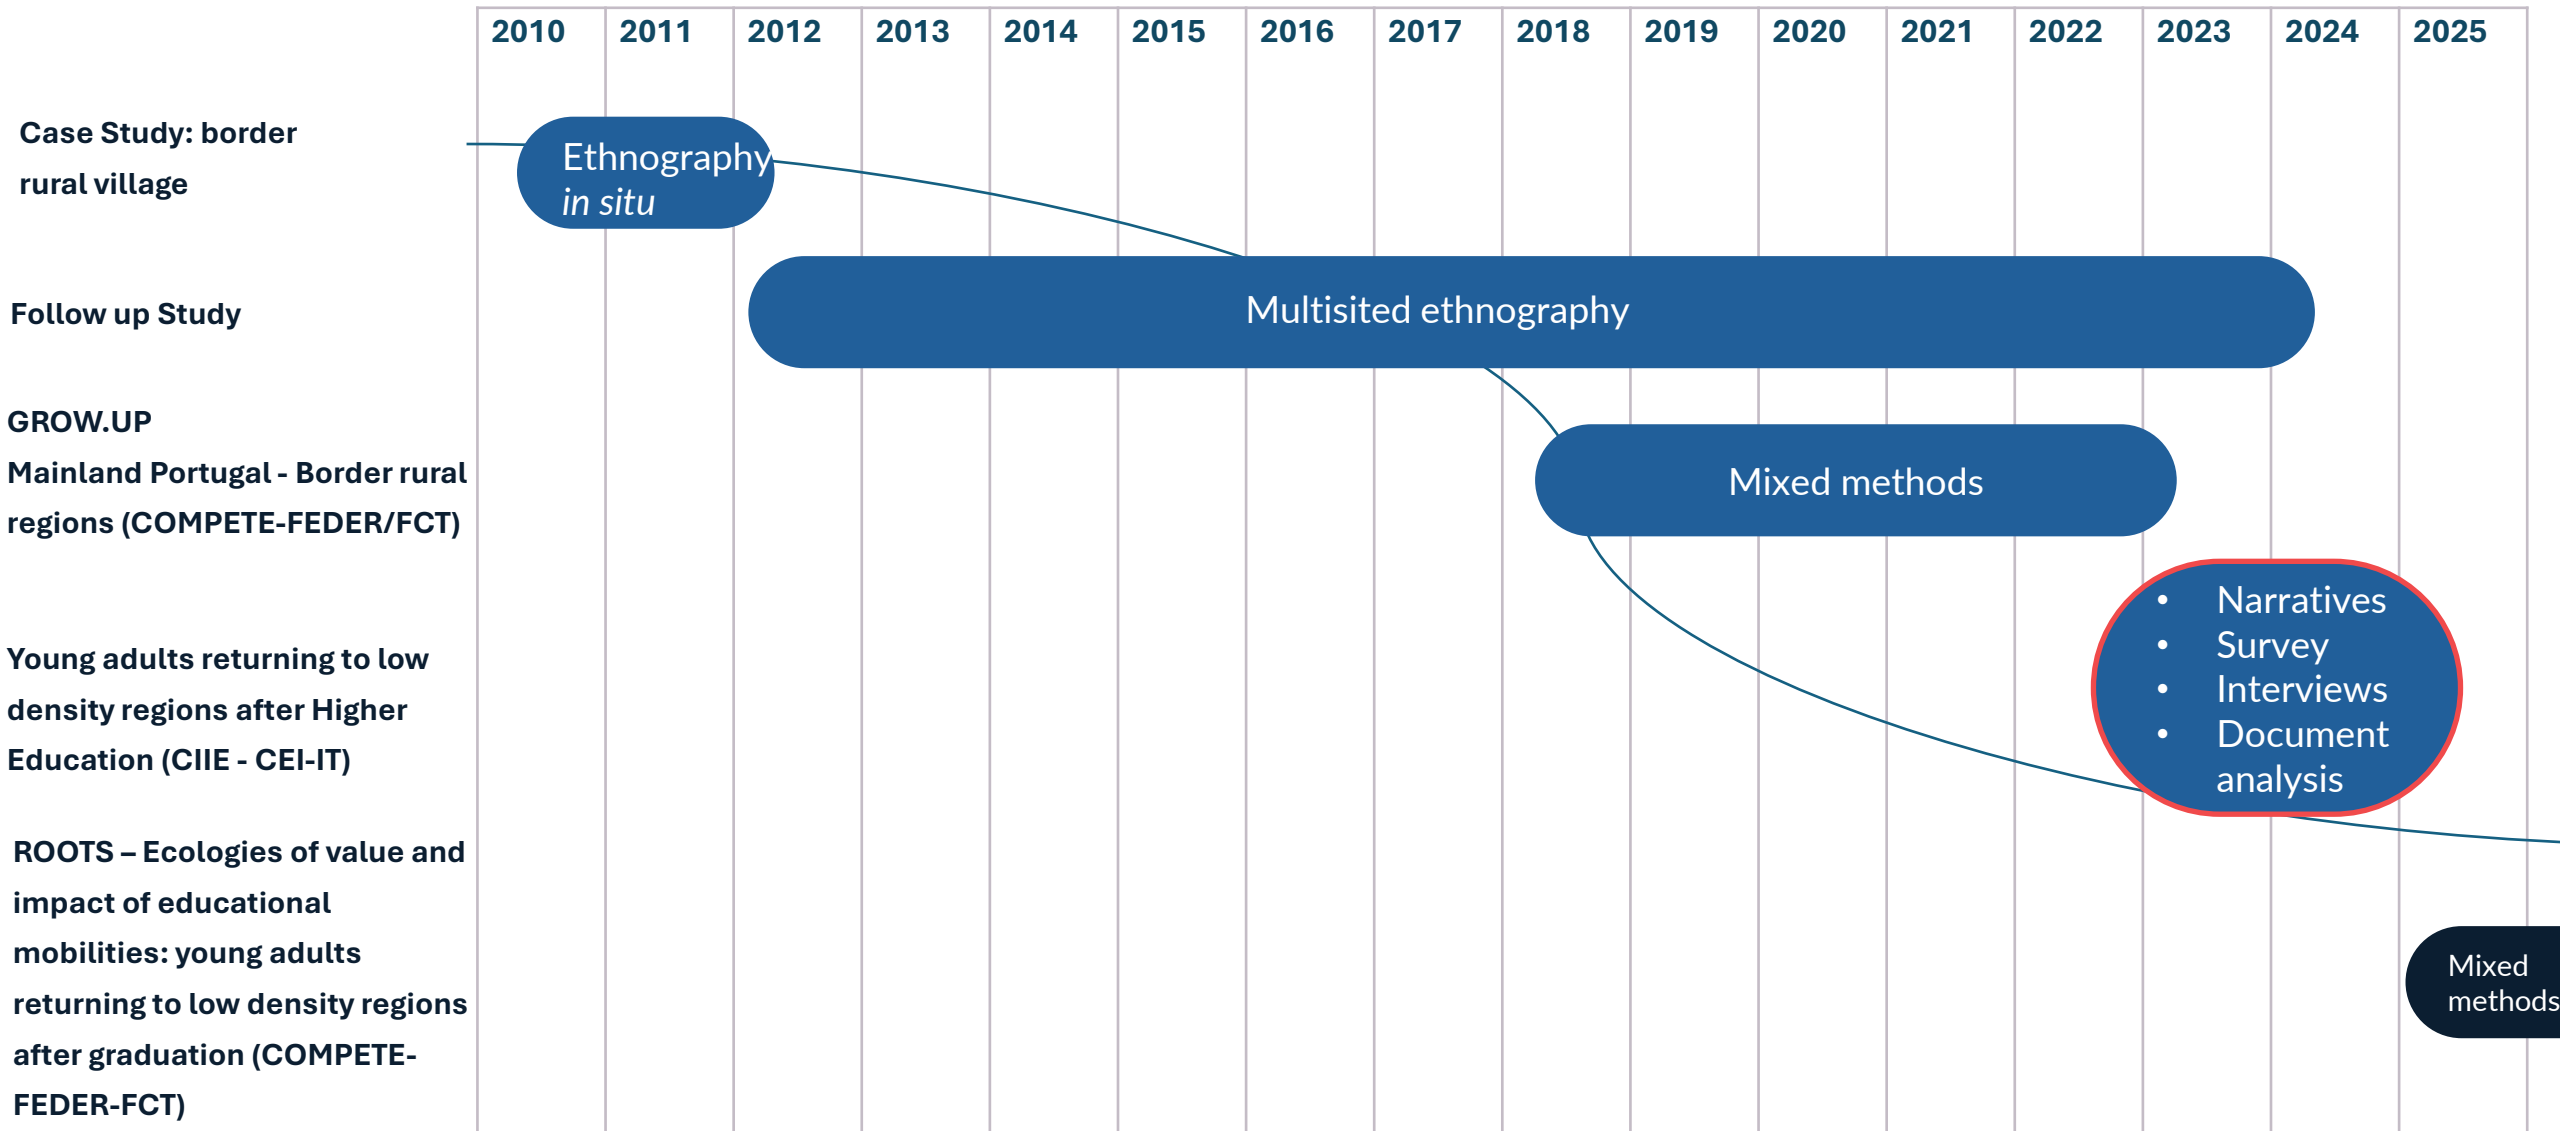 2010 2011 2012 2013 2014 2015 2016 2017 2018 2019 2020 2021 2022 2023 2024 2025
Case Study: border
rural village
Ethnography
in situ
Follow up Study
Multisited ethnography
GROW.UP
Mainland Portugal - Border rural
regions (COMPETE-FEDER/FCT)
Mixed methods
Young adults returning to low
density regions after Higher
Education (CIIE - CEI-IT)
• Narratives
• Survey
• Interviews
• Document
analysis
ROOTS – Ecologies of value and
impact of educational
mobilities: young adults
returning to low density regions
after graduation (COMPETE-
FEDER-FCT)
Mixed
methods